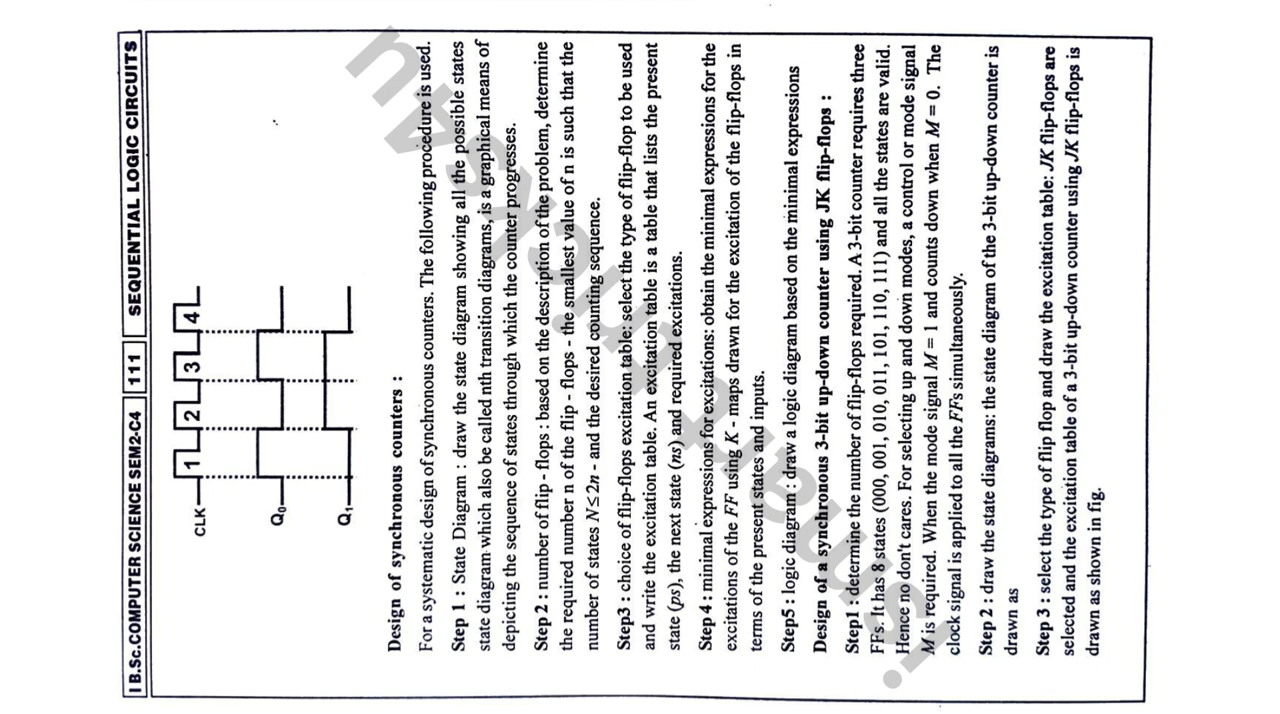 I B.Sc.COMPUTER SCIENCE SEM2-C4 111 SEQUENTIAL LOGIC CIRCUITS
CLK 1 2 3 4
Q0
Q1
Design of synchronous counters :
For a systematic design of synchronous counters. The following procedure is used.
Step 1 : State Diagram : draw the state diagram showing all the possible states
state diagram which also be called nth transition diagrams, is a graphical means of
depicting the sequence of states through which the counter progresses.
Step 2 : number of flip - flops : based on the description of the problem, determine
the required number n of the flip - flops - the smallest value of n is such that the
number of states N≤2n - and the desired counting sequence.
Step3 : choice of flip-flops excitation table: select the type of flip-flop to be used
and write the excitation table. An excitation table is a table that lists the present
state (ps), the next state (ns) and required excitations.
Step 4 : minimal expressions for excitations: obtain the minimal expressions for the
excitations of the FF using K - maps drawn for the excitation of the flip-flops in
terms of the present states and inputs.
Step5 : logic diagram : draw a logic diagram based on the minimal expressions
Design of a synchronous 3-bit up-down counter using JK flip-flops :
Step1 : determine the number of flip-flops required. A 3-bit counter requires three
FFs. It has 8 states (000, 001, 010, 011, 101, 110, 111) and all the states are valid.
Hence no don't cares. For selecting up and down modes, a control or mode signal
M is required. When the mode signal M = 1 and counts down when M = 0. The
clock signal is applied to all the FFs simultaneously.
Step 2 : draw the state diagrams: the state diagram of the 3-bit up-down counter is
drawn as
Step 3 : select the type of flip flop and draw the excitation table: JK flip-flops are
selected and the excitation table of a 3-bit up-down counter using JK flip-flops is
drawn as shown in fig.
ismart tricks4u